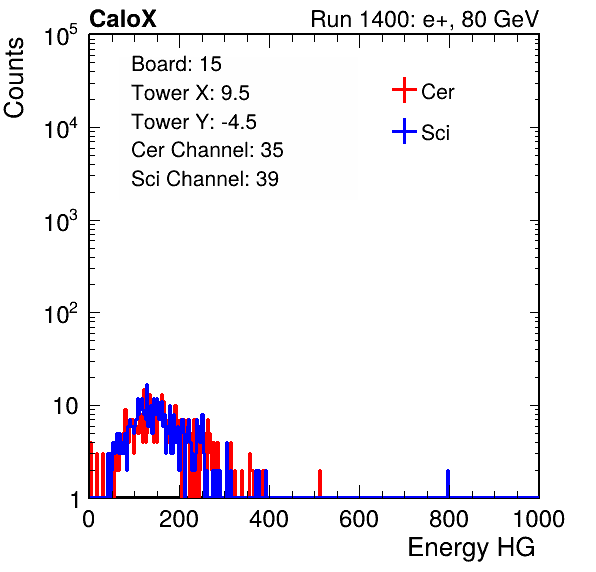 CaloX Run 1400: e+, 80 GeV
Counts
Board: 15
Tower X: 9.5
Tower Y: -4.5
Cer Channel: 35
Sci Channel: 39
Cer
Sci
10^5
10^4
10^3
10^2
10
1
0 200 400 600 800 1000
Energy HG